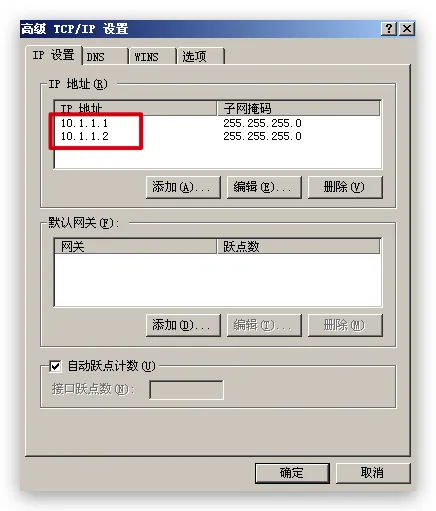 高级 TCP/IP 设置
IP 设置 DNS WINS 选项
IP 地址(R)
IP 地址 子网掩码
10.1.1.1 255.255.255.0
10.1.1.2 255.255.255.0
添加(A)... 编辑(E)... 删除(V)
默认网关(F):
网关 跃点数
添加(D)... 编辑(T)... 删除(M)
自动跃点计数(U)
接口跃点数(N):
确定 取消